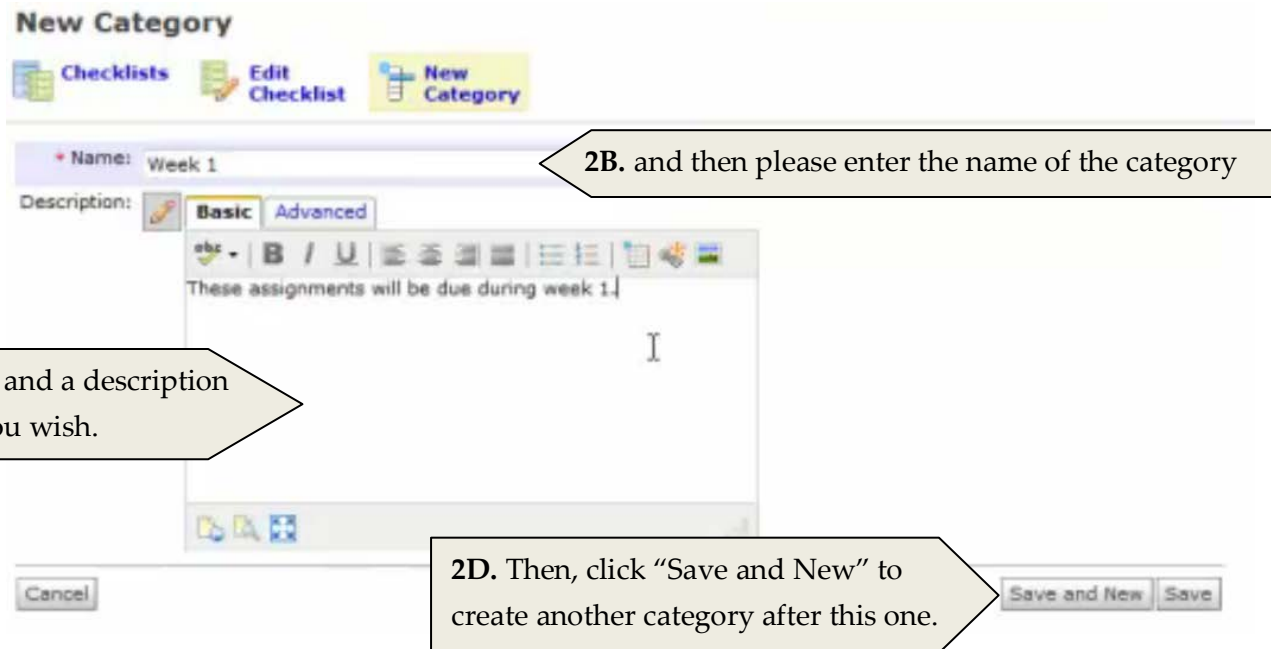 New Category
Checklists
Edit
Checklist
New
Category
* Name: Week 1
2B. and then please enter the name of the category
Description:
Basic
Advanced
abc
B I U
These assignments will be due during week 1.
and a description
ou wish.
2D. Then, click “Save and New” to
create another category after this one.
Cancel
Save and New
Save